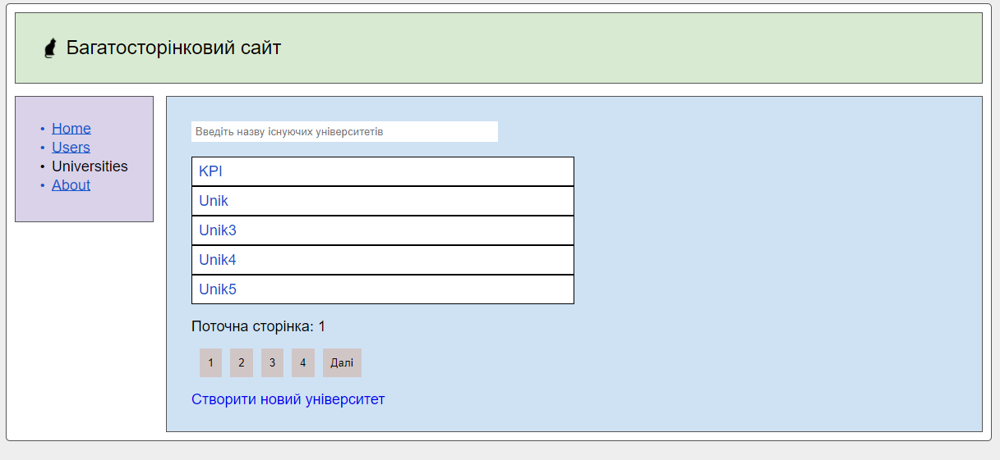 Багатосторінковий сайт
Home
Users
Universities
About
Введіть назву існуючих університетів
KPI
Unik
Unik3
Unik4
Unik5
Поточна сторінка: 1
1 2 3 4 Далі
Створити новий університет